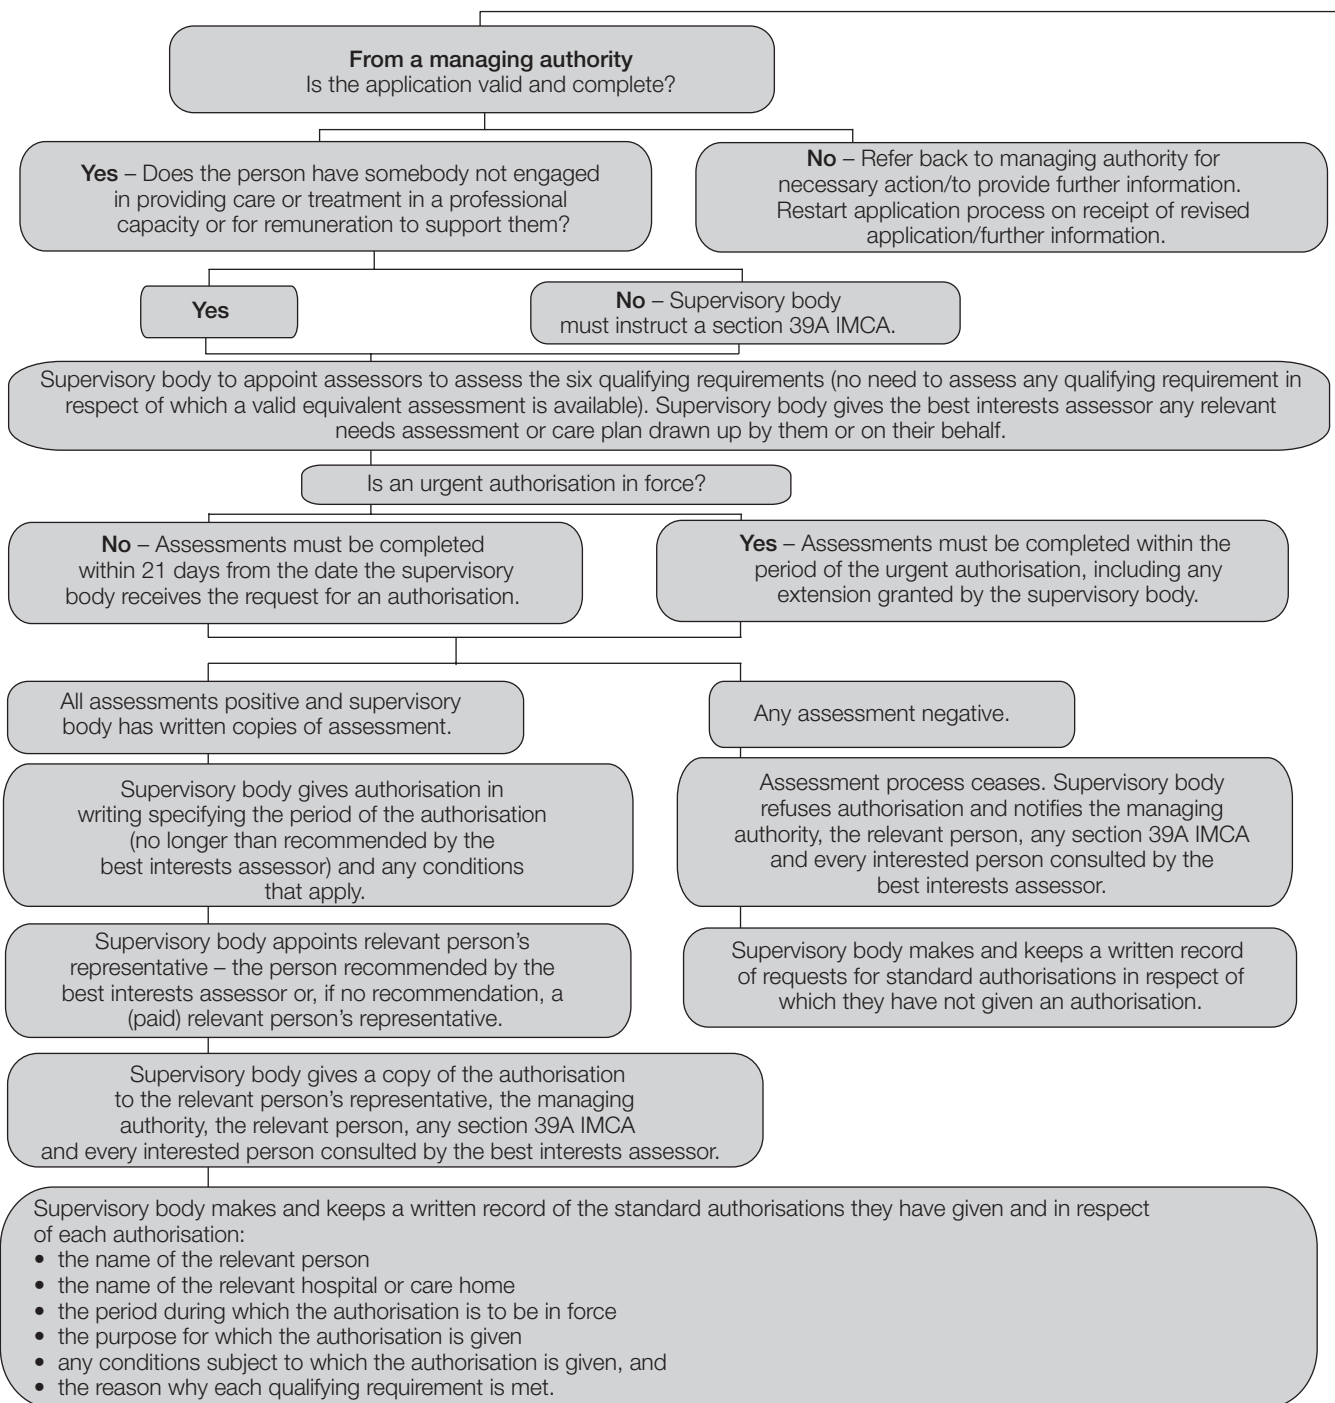 From a managing authority
Is the application valid and complete?
Yes – Does the person have somebody not engaged
in providing care or treatment in a professional
capacity or for remuneration to support them?
No – Refer back to managing authority for
necessary action/to provide further information.
Restart application process on receipt of revised
application/further information.
Yes
No – Supervisory body
must instruct a section 39A IMCA.
Supervisory body to appoint assessors to assess the six qualifying requirements (no need to assess any qualifying requirement in
respect of which a valid equivalent assessment is available). Supervisory body gives the best interests assessor any relevant
needs assessment or care plan drawn up by them or on their behalf.
Is an urgent authorisation in force?
No – Assessments must be completed
within 21 days from the date the supervisory
body receives the request for an authorisation.
Yes – Assessments must be completed within the
period of the urgent authorisation, including any
extension granted by the supervisory body.
All assessments positive and supervisory
body has written copies of assessment.
Any assessment negative.
Supervisory body gives authorisation in
writing specifying the period of the authorisation
(no longer than recommended by the
best interests assessor) and any conditions
that apply.
Assessment process ceases. Supervisory body
refuses authorisation and notifies the managing
authority, the relevant person, any section 39A IMCA
and every interested person consulted by the
best interests assessor.
Supervisory body appoints relevant person's
representative – the person recommended by the
best interests assessor or, if no recommendation, a
(paid) relevant person's representative.
Supervisory body makes and keeps a written record
of requests for standard authorisations in respect of
which they have not given an authorisation.
Supervisory body gives a copy of the authorisation
to the relevant person's representative, the managing
authority, the relevant person, any section 39A IMCA
and every interested person consulted by the best interests assessor.
Supervisory body makes and keeps a written record of the standard authorisations they have given and in respect
of each authorisation:
• the name of the relevant person
• the name of the relevant hospital or care home
• the period during which the authorisation is to be in force
• the purpose for which the authorisation is given
• any conditions subject to which the authorisation is given, and
• the reason why each qualifying requirement is met.